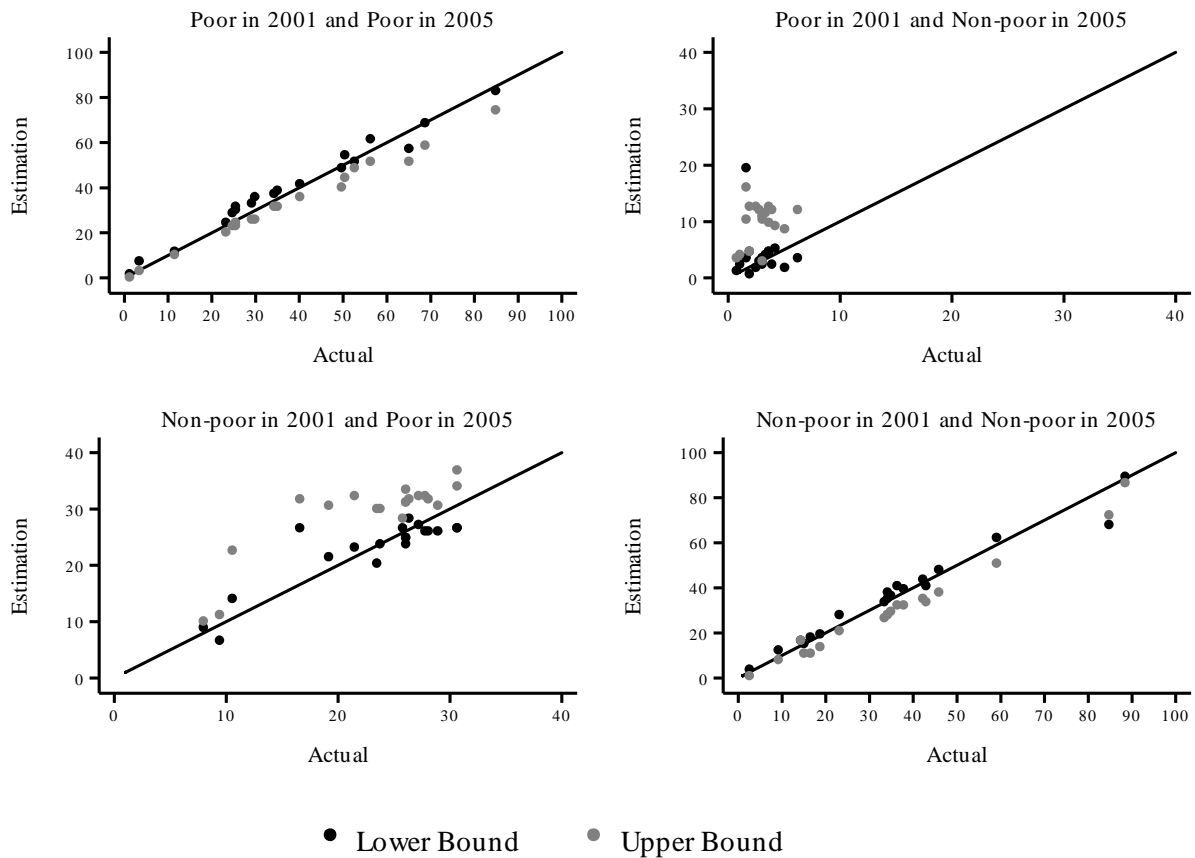 Poor in 2001 and Poor in 2005
Estimation
100
80
60
40
20
0
0 10 20 30 40 50 60 70 80 90 100
Actual
Poor in 2001 and Non-poor in 2005
Estimation
40
30
20
10
0
0 10 20 30 40
Actual
Non-poor in 2001 and Poor in 2005
Estimation
40
30
20
10
0
0 10 20 30 40
Actual
Non-poor in 2001 and Non-poor in 2005
Estimation
100
80
60
40
20
0
0 10 20 30 40 50 60 70 80 90 100
Actual
Lower Bound Upper Bound